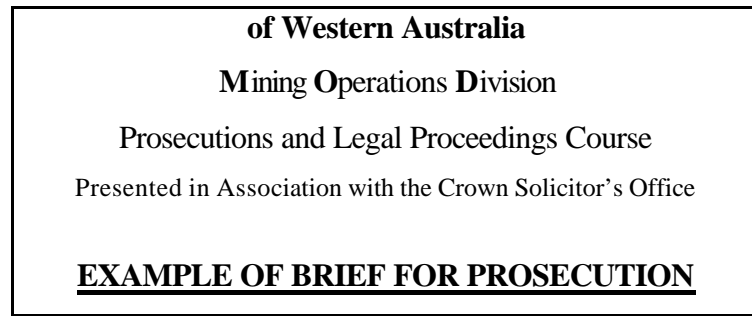 of Western Australia
Mining Operations Division
Prosecutions and Legal Proceedings Course
Presented in Association with the Crown Solicitor's Office
EXAMPLE OF BRIEF FOR PROSECUTION